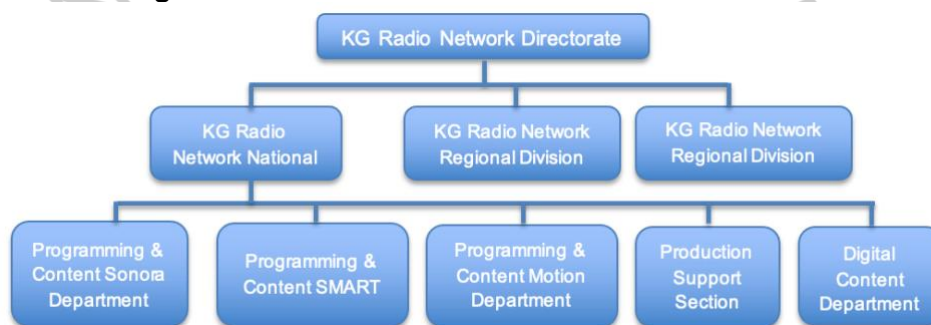 KG Radio Network Directorate
KG Radio
Network National
KG Radio Network
Regional Division
KG Radio Network
Regional Division
Programming &
Content Sonora
Department
Programming &
Content SMART
Programming &
Content Motion
Department
Production
Support
Section
Digital
Content
Department